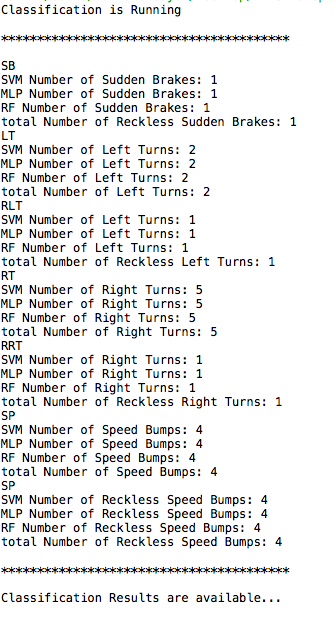 Classification is Running
****************************************
SB
SVM Number of Sudden Brakes: 1
MLP Number of Sudden Brakes: 1
RF Number of Sudden Brakes: 1
total Number of Reckless Sudden Brakes: 1
LT
SVM Number of Left Turns: 2
MLP Number of Left Turns: 2
RF Number of Left Turns: 2
total Number of Left Turns: 2
RLT
SVM Number of Left Turns: 1
MLP Number of Left Turns: 1
RF Number of Left Turns: 1
total Number of Reckless Left Turns: 1
RT
SVM Number of Right Turns: 5
MLP Number of Right Turns: 5
RF Number of Right Turns: 5
total Number of Right Turns: 5
RRT
SVM Number of Right Turns: 1
MLP Number of Right Turns: 1
RF Number of Right Turns: 1
total Number of Reckless Right Turns: 1
SP
SVM Number of Speed Bumps: 4
MLP Number of Speed Bumps: 4
RF Number of Speed Bumps: 4
total Number of Speed Bumps: 4
SP
SVM Number of Reckless Speed Bumps: 4
MLP Number of Reckless Speed Bumps: 4
RF Number of Reckless Speed Bumps: 4
total Number of Reckless Speed Bumps: 4
****************************************
Classification Results are available...